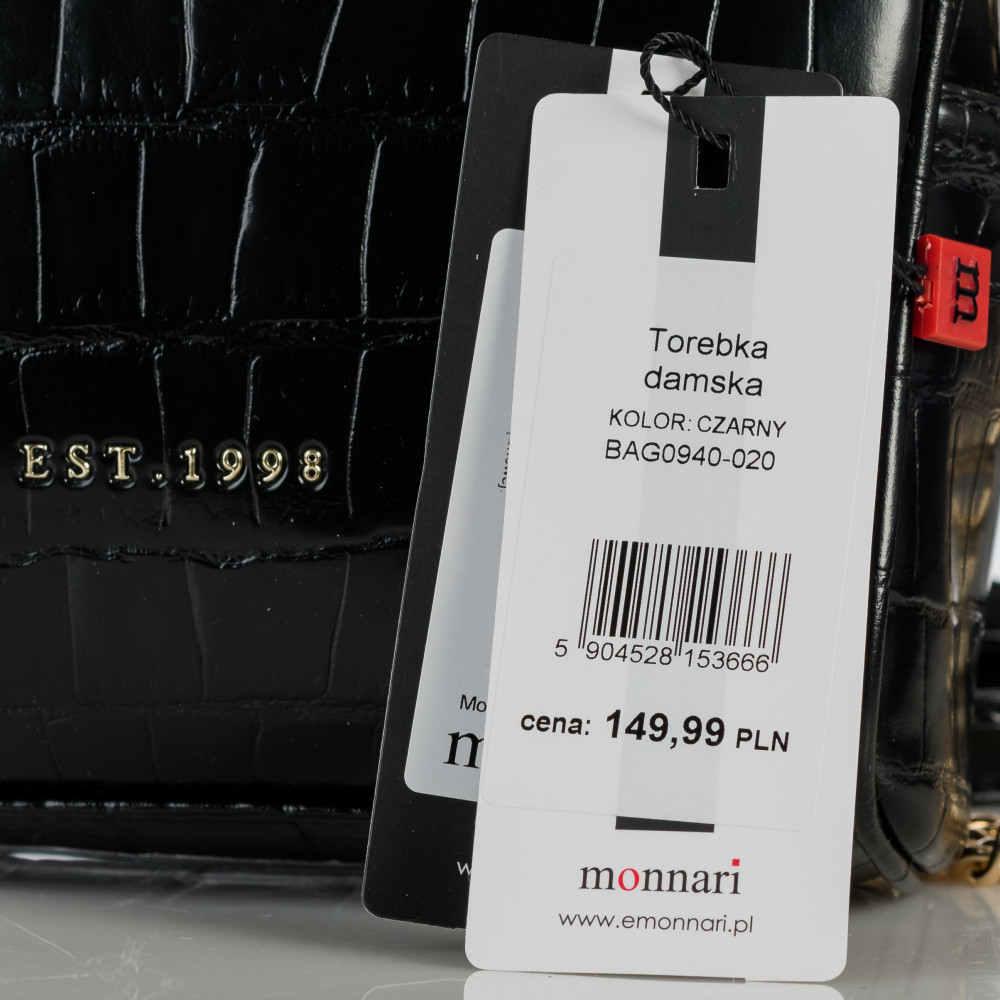 EST.1998
m
Torebka
damska
KOLOR: CZARNY
BAG0940-020
5 904528 153666
cena: 149,99 PLN
monnari
www.emonnari.pl
Mo
m
w